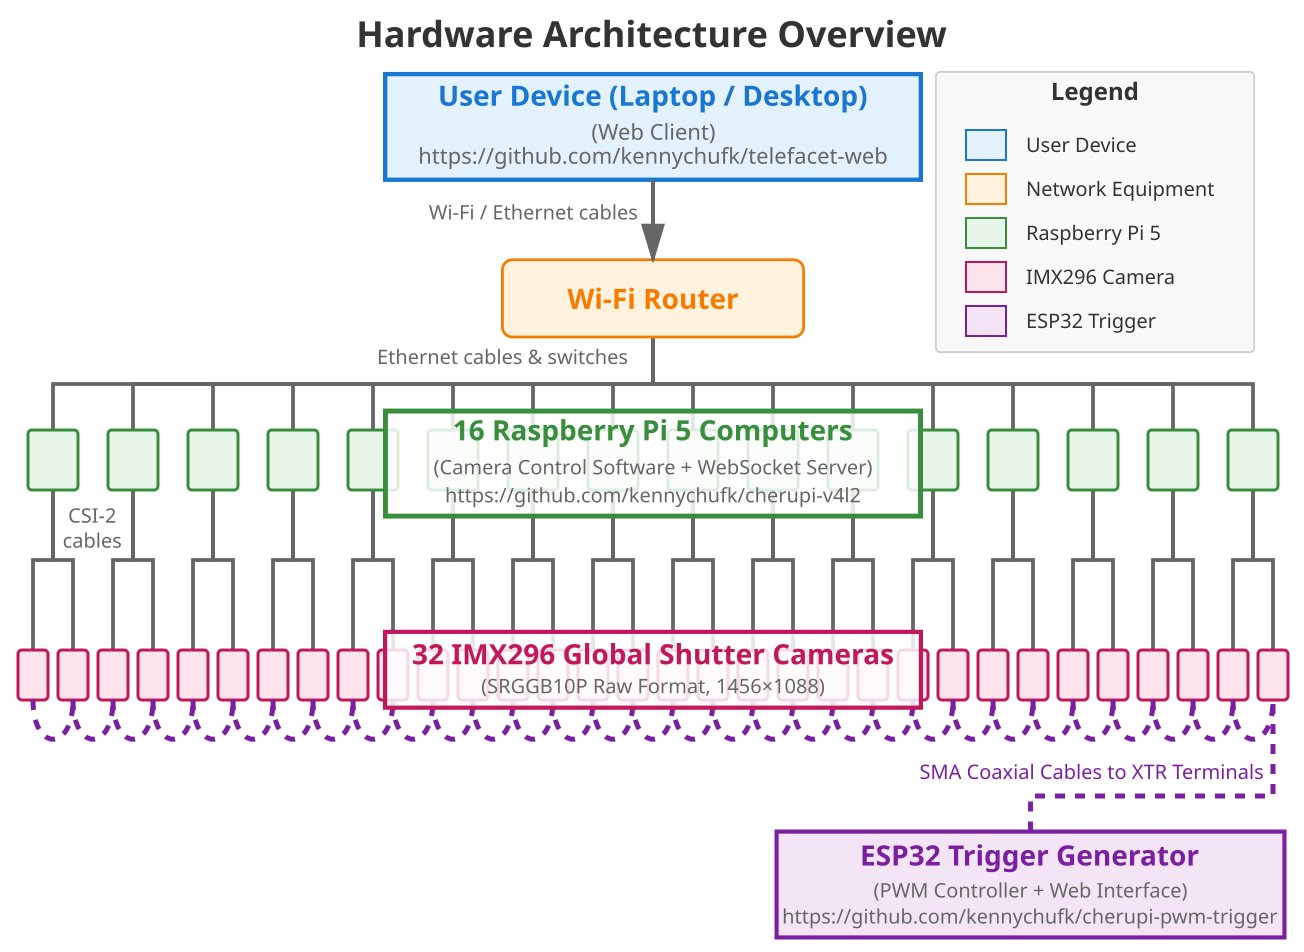 Hardware Architecture Overview
User Device (Laptop / Desktop)
(Web Client)
https://github.com/kennychufk/telefacet-web
Legend
User Device
Network Equipment
Raspberry Pi 5
IMX296 Camera
ESP32 Trigger
Wi-Fi / Ethernet cables
Wi-Fi Router
Ethernet cables & switches
16 Raspberry Pi 5 Computers
(Camera Control Software + WebSocket Server)
https://github.com/kennychufk/cherupi-v4l2
CSI-2
cables
32 IMX296 Global Shutter Cameras
(SRGGB10P Raw Format, 1456×1088)
SMA Coaxial Cables to XTR Terminals
ESP32 Trigger Generator
(PWM Controller + Web Interface)
https://github.com/kennychufk/cherupi-pwm-trigger